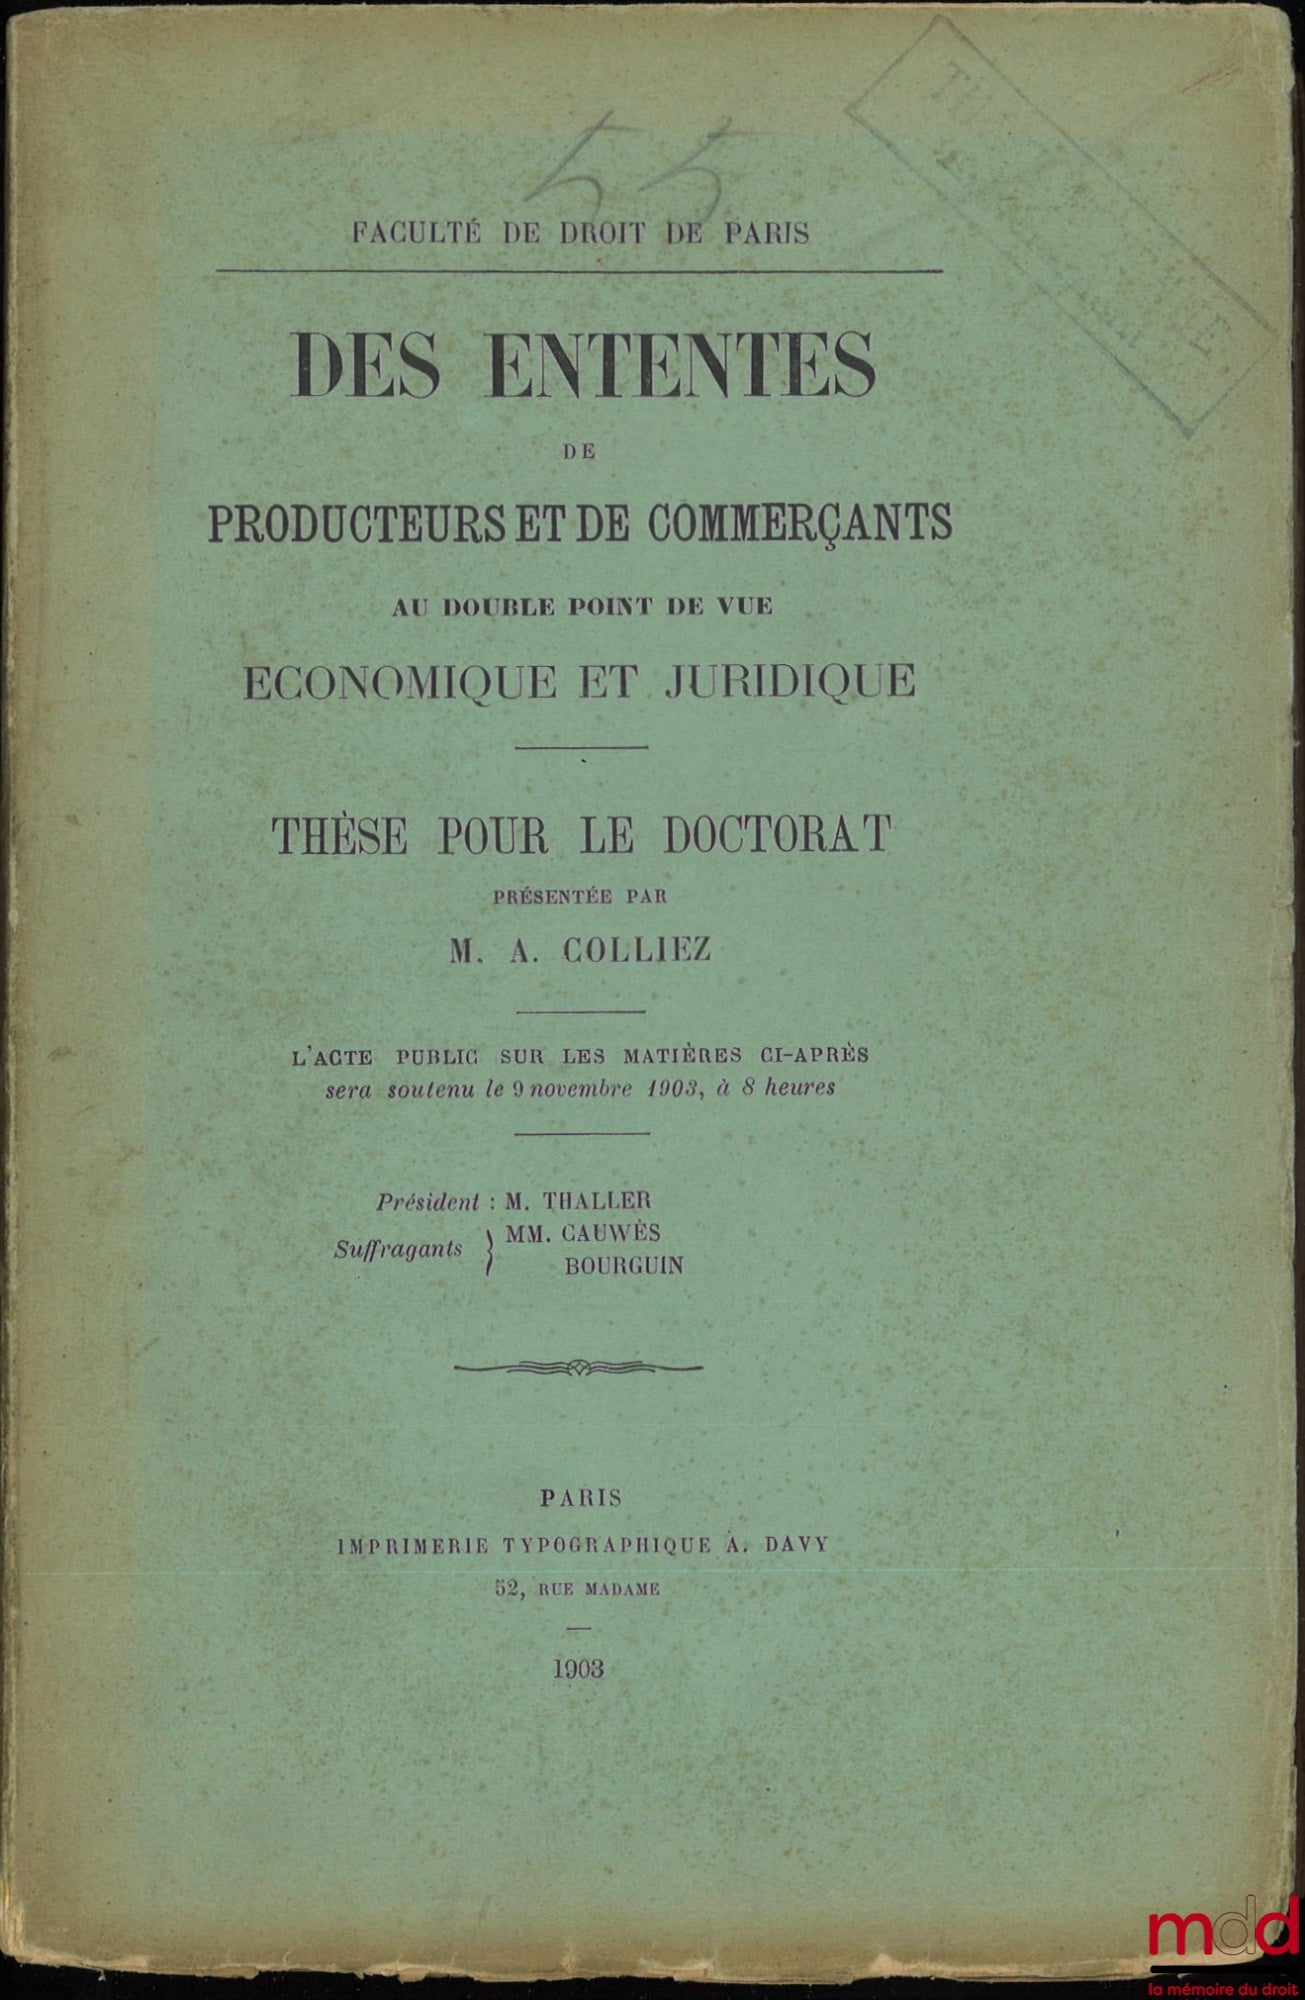 55
FACULTÉ DE DROIT DE PARIS
DES ENTENTES
DE
PRODUCTEURS ET DE COMMERÇANTS
AU DOUBLE POINT DE VUE
ECONOMIQUE ET JURIDIQUE
THÈSE POUR LE DOCTORAT
PRÉSENTÉE PAR
M. A. COLLIEZ
L'ACTE PUBLIC SUR LES MATIÈRES CI-APRÈS
sera soutenu le 9 novembre 1903, à 8 heures
Président : M. THALLER
Suffragants } MM. CAUWÈS
BOURGUIN
PARIS
IMPRIMERIE TYPOGRAPHIQUE A. DAVY
52, RUE MADAME
1903
mdd
la mémoire du droit